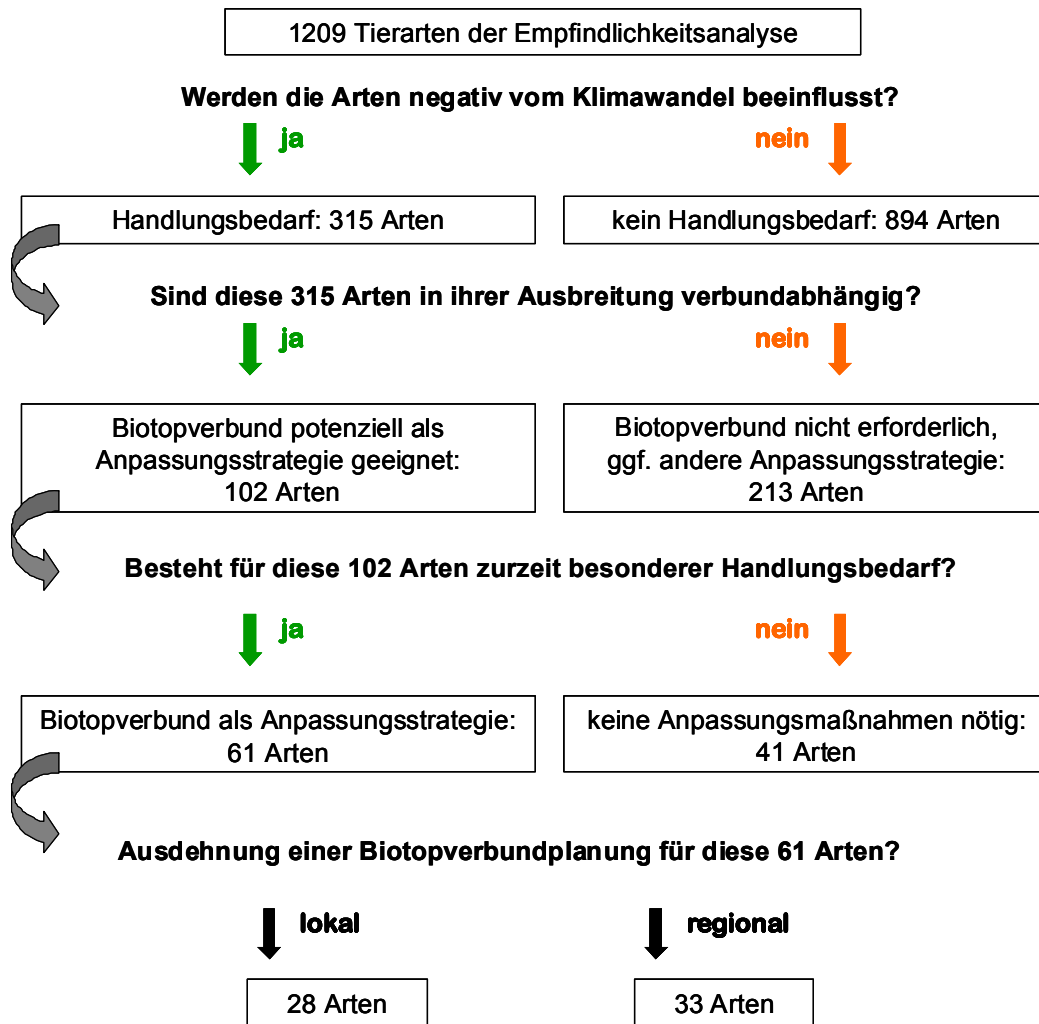 1209 Tierarten der Empfindlichkeitsanalyse
Werden die Arten negativ vom Klimawandel beeinflusst?
ja
nein
Handlungsbedarf: 315 Arten
kein Handlungsbedarf: 894 Arten
Sind diese 315 Arten in ihrer Ausbreitung verbundabhängig?
ja
nein
Biotopverbund potenziell als
Anpassungsstrategie geeignet:
102 Arten
Biotopverbund nicht erforderlich,
ggf. andere Anpassungsstrategie:
213 Arten
Besteht für diese 102 Arten zurzeit besonderer Handlungsbedarf?
ja
nein
Biotopverbund als Anpassungsstrategie:
61 Arten
keine Anpassungsmaßnahmen nötig:
41 Arten
Ausdehnung einer Biotopverbundplanung für diese 61 Arten?
lokal
regional
28 Arten
33 Arten